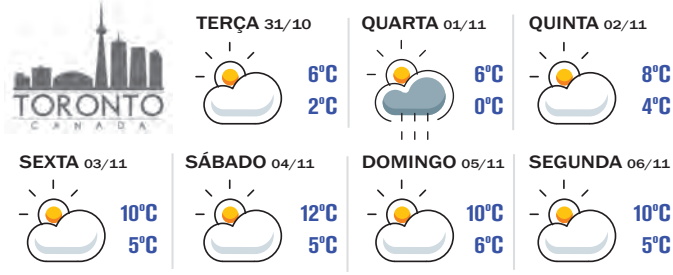 TORONTO
CANADA
TERÇA 31/10
6ºC
2ºC
QUARTA 01/11
6ºC
0ºC
QUINTA 02/11
8ºC
4ºC
SEXTA 03/11
10ºC
5ºC
SÁBADO 04/11
12ºC
5ºC
DOMINGO 05/11
10ºC
6ºC
SEGUNDA 06/11
10ºC
5ºC